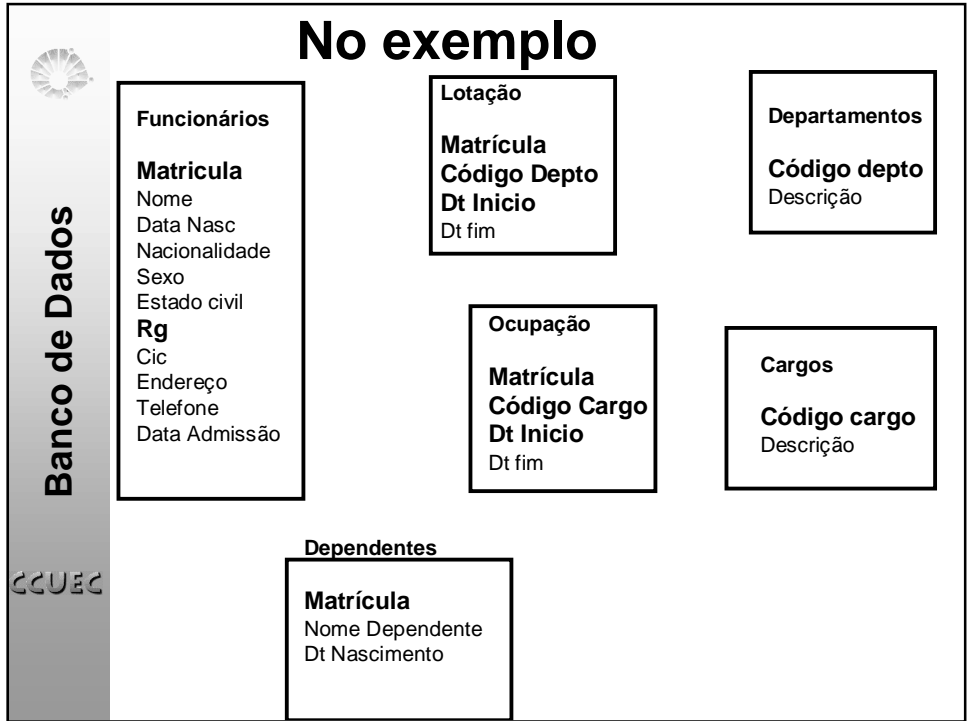 No exemplo
Banco de Dados
CCUEC
Funcionários
Matricula
Nome
Data Nasc
Nacionalidade
Sexo
Estado civil
Rg
Cic
Endereço
Telefone
Data Admissão
Lotação
Matrícula
Código Depto
Dt Inicio
Dt fim
Departamentos
Código depto
Descrição
Ocupação
Matrícula
Código Cargo
Dt Inicio
Dt fim
Cargos
Código cargo
Descrição
Dependentes
Matrícula
Nome Dependente
Dt Nascimento